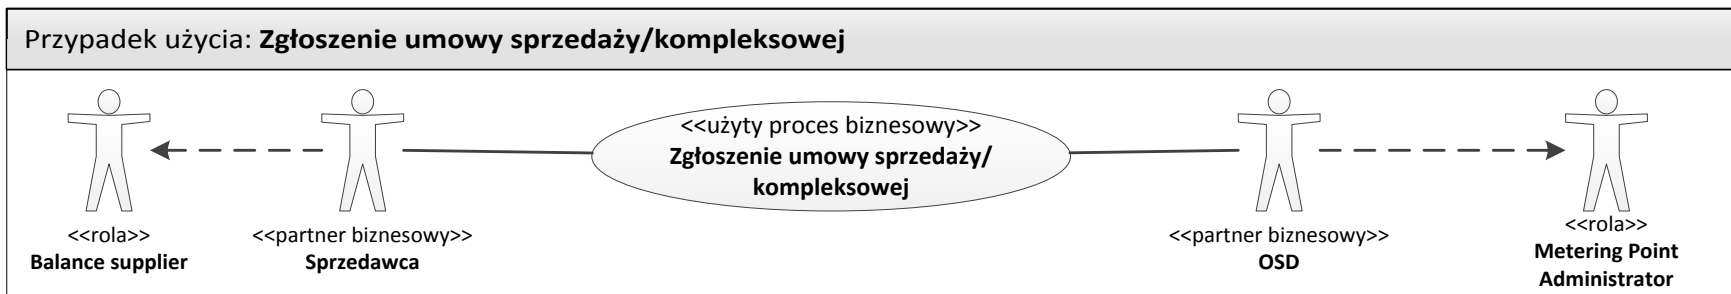 Przypadek użycia: Zgłoszenie umowy sprzedaży/kompleksowej
<<użyty proces biznesowy>>
Zgłoszenie umowy sprzedaży/
kompleksowej
<<rola>>
Balance supplier
<<partner biznesowy>>
Sprzedawca
<<partner biznesowy>>
OSD
<<rola>>
Metering Point
Administrator